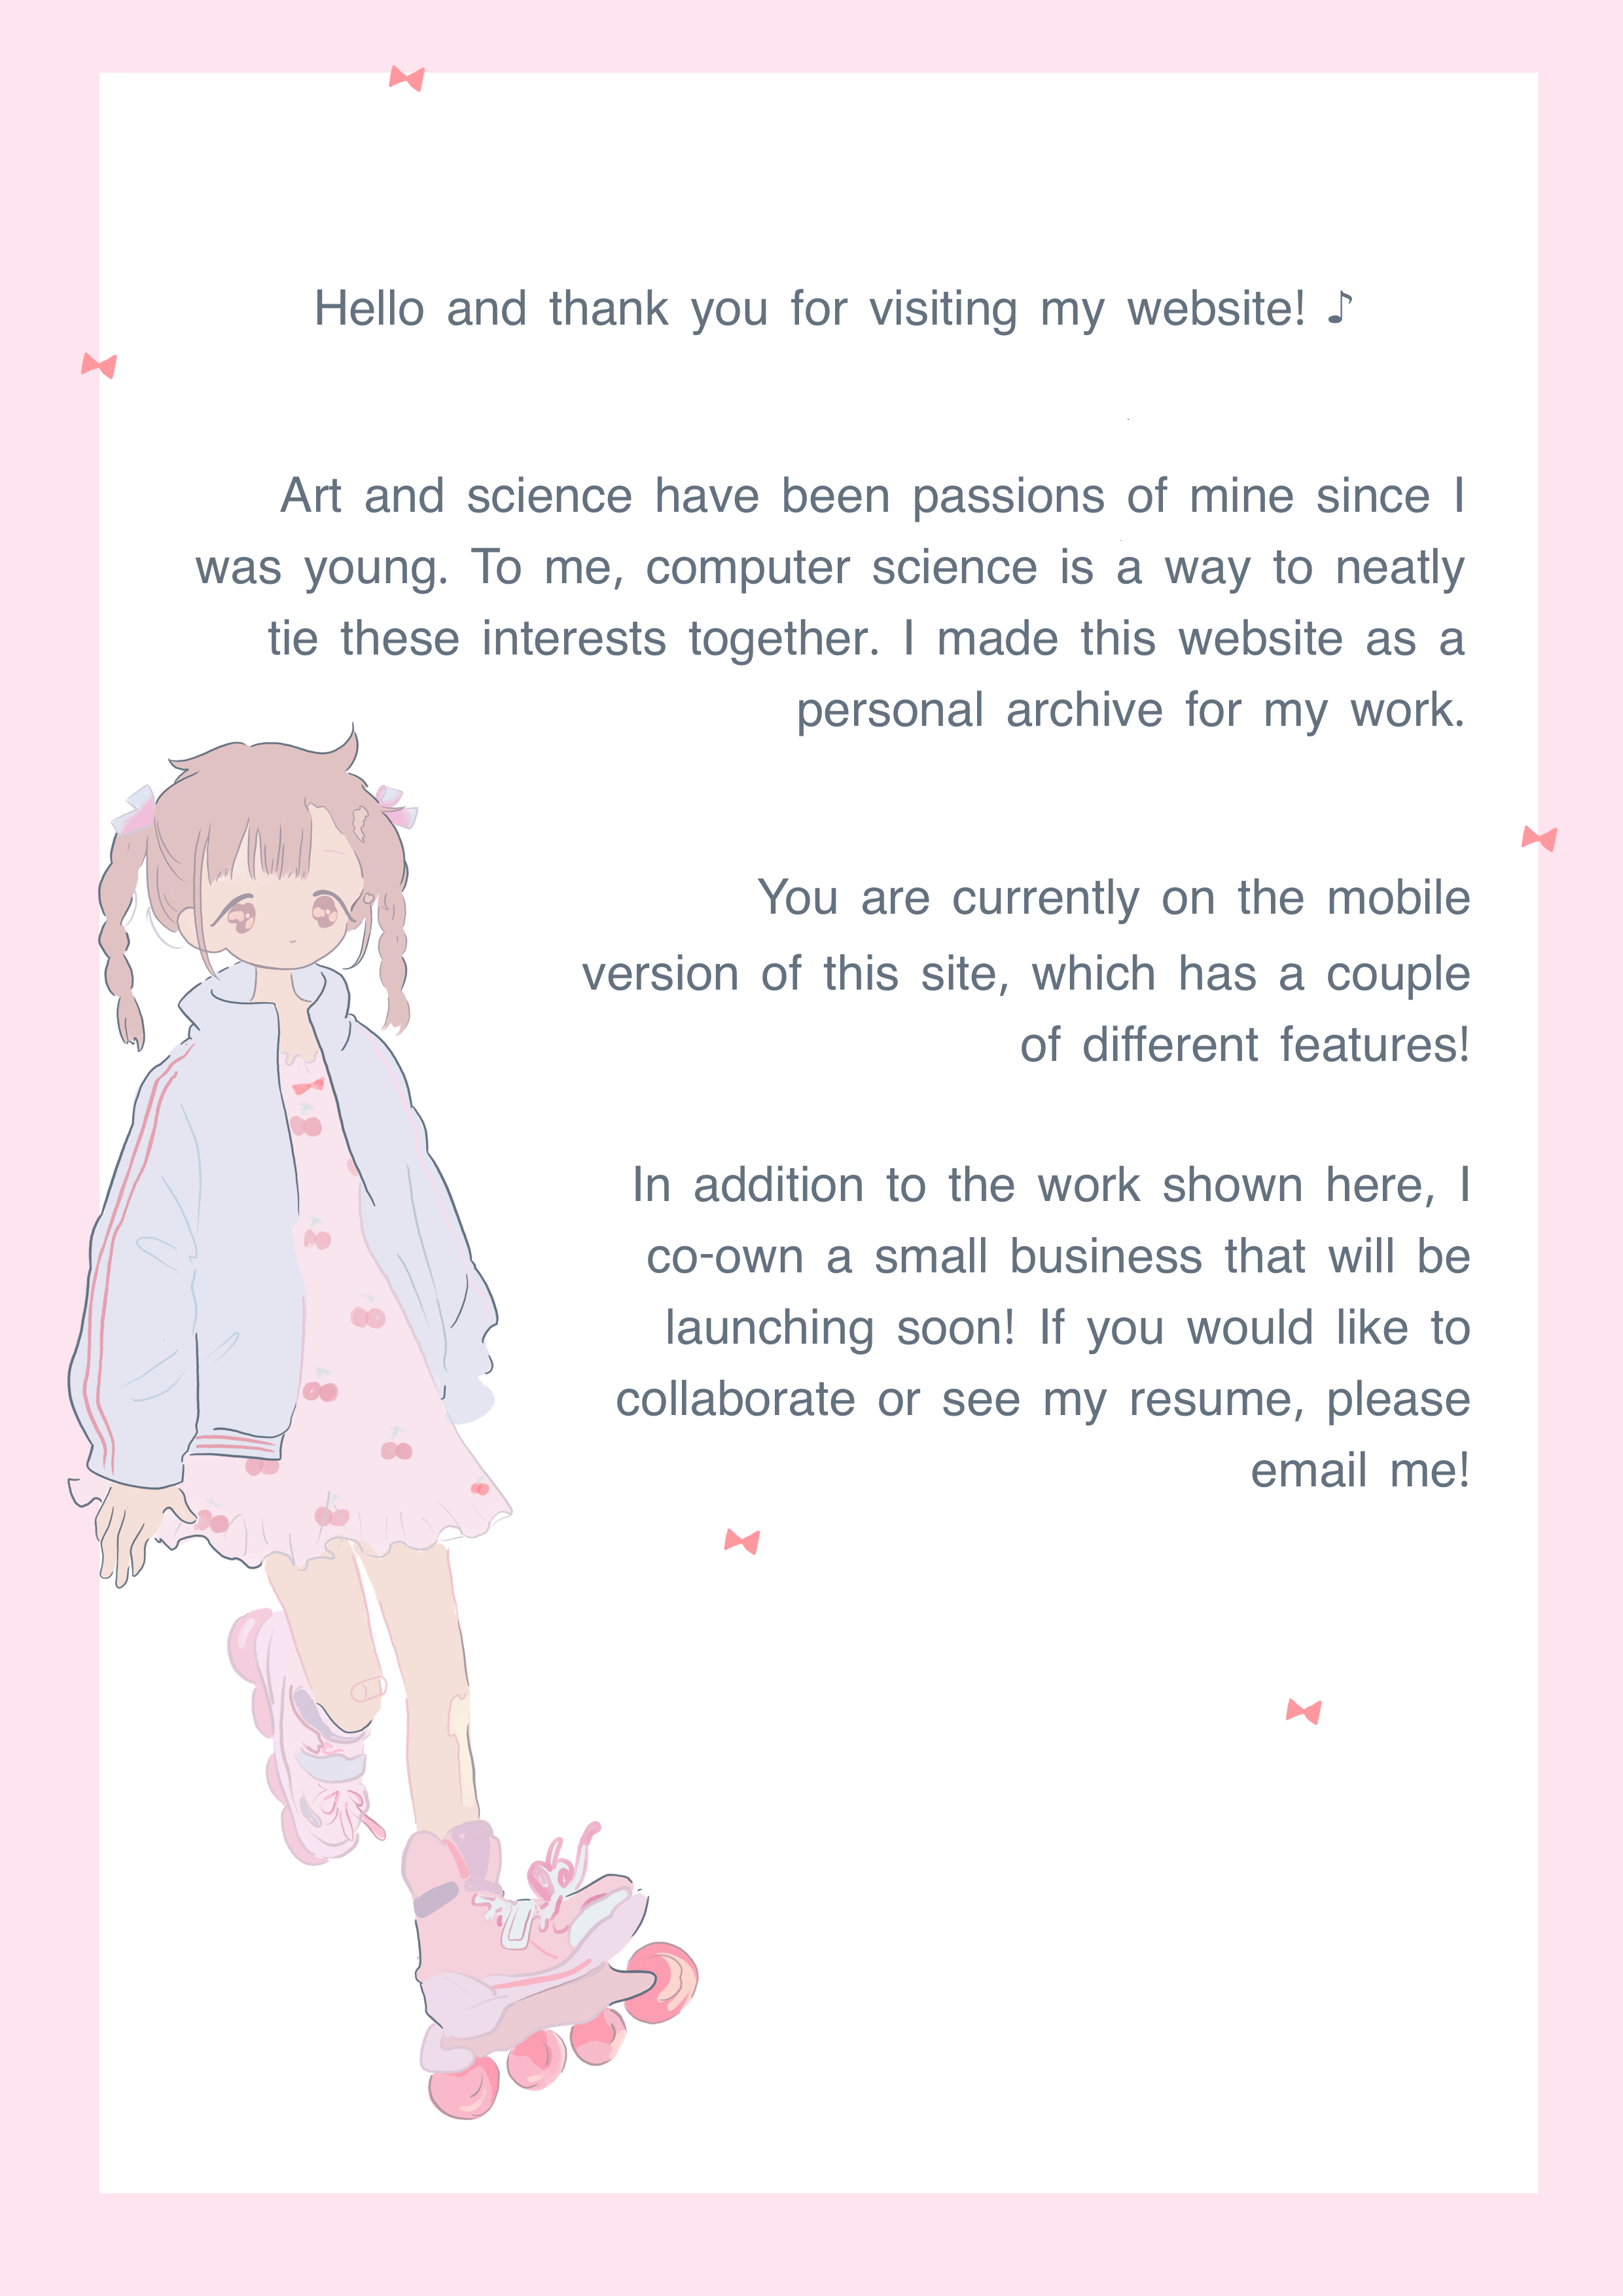 Hello and thank you for visiting my website! ♪
Art and science have been passions of mine since I
was young. To me, computer science is a way to neatly
tie these interests together. I made this website as a
personal archive for my work.
You are currently on the mobile
version of this site, which has a couple
of different features!
In addition to the work shown here, I
co-own a small business that will be
launching soon! If you would like to
collaborate or see my resume, please
email me!